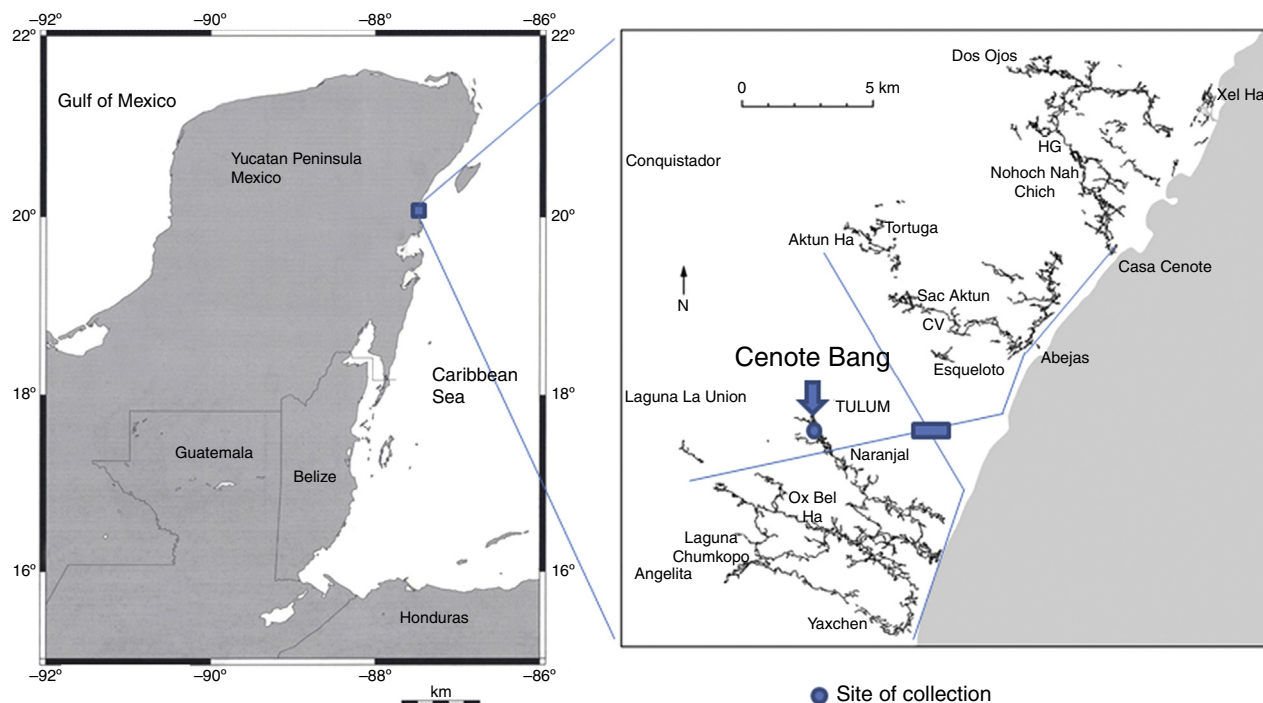 –92º –90º –88º –86º
22º 22º
Gulf of Mexico
Yucatan Peninsula
Mexico
20º 20º
Caribbean
Sea
18º 18º
Guatemala
Belize
16º 16º
Honduras
–92º –90º –88º –86º
km
Dos Ojos
0 5 km
Xel Ha
HG
Conquistador
Nohoch Nah
Chich
Tortuga
Aktun Ha
Casa Cenote
N
Sac Aktun
CV
Cenote Bang
Abejas
Esqueloto
Laguna La Union
TULUM
Naranjal
Ox Bel
Ha
Laguna
Chumkopo
Angelita
Yaxchen
Site of collection